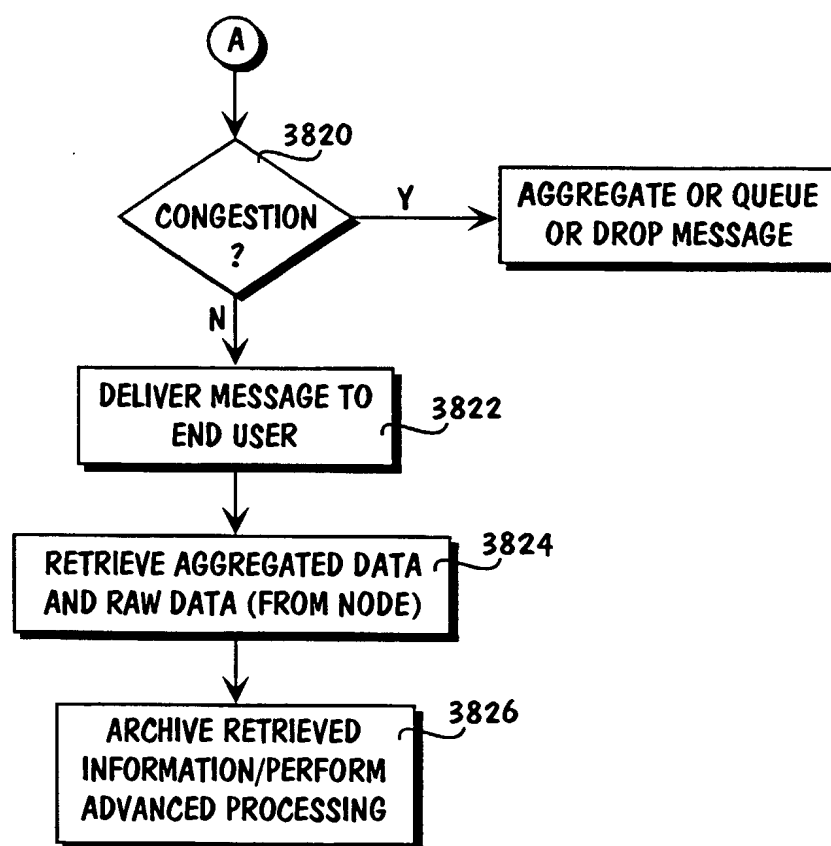 A
3820
CONGESTION
?
Y
AGGREGATE OR QUEUE
OR DROP MESSAGE
N
DELIVER MESSAGE TO
END USER
3822
RETRIEVE AGGREGATED DATA
AND RAW DATA (FROM NODE)
3824
ARCHIVE RETRIEVED
INFORMATION/PERFORM
ADVANCED PROCESSING
3826